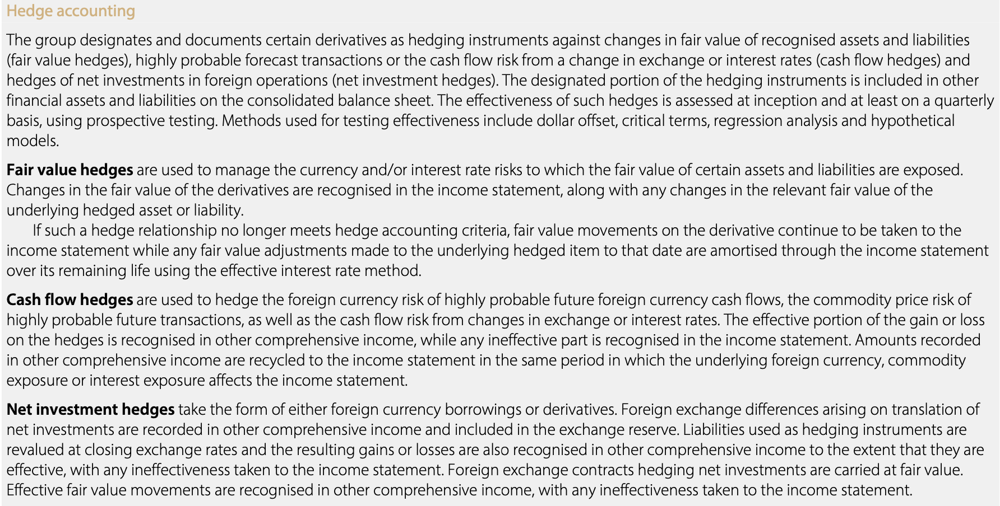 Hedge accounting
The group designates and documents certain derivatives as hedging instruments against changes in fair value of recognised assets and liabilities
(fair value hedges), highly probable forecast transactions or the cash flow risk from a change in exchange or interest rates (cash flow hedges) and
hedges of net investments in foreign operations (net investment hedges). The designated portion of the hedging instruments is included in other
financial assets and liabilities on the consolidated balance sheet. The effectiveness of such hedges is assessed at inception and at least on a quarterly
basis, using prospective testing. Methods used for testing effectiveness include dollar offset, critical terms, regression analysis and hypothetical
models.
Fair value hedges are used to manage the currency and/or interest rate risks to which the fair value of certain assets and liabilities are exposed.
Changes in the fair value of the derivatives are recognised in the income statement, along with any changes in the relevant fair value of the
underlying hedged asset or liability.
If such a hedge relationship no longer meets hedge accounting criteria, fair value movements on the derivative continue to be taken to the
income statement while any fair value adjustments made to the underlying hedged item to that date are amortised through the income statement
over its remaining life using the effective interest rate method.
Cash flow hedges are used to hedge the foreign currency risk of highly probable future foreign currency cash flows, the commodity price risk of
highly probable future transactions, as well as the cash flow risk from changes in exchange or interest rates. The effective portion of the gain or loss
on the hedges is recognised in other comprehensive income, while any ineffective part is recognised in the income statement. Amounts recorded
in other comprehensive income are recycled to the income statement in the same period in which the underlying foreign currency, commodity
exposure or interest exposure affects the income statement.
Net investment hedges take the form of either foreign currency borrowings or derivatives. Foreign exchange differences arising on translation of
net investments are recorded in other comprehensive income and included in the exchange reserve. Liabilities used as hedging instruments are
revalued at closing exchange rates and the resulting gains or losses are also recognised in other comprehensive income to the extent that they are
effective, with any ineffectiveness taken to the income statement. Foreign exchange contracts hedging net investments are carried at fair value.
Effective fair value movements are recognised in other comprehensive income, with any ineffectiveness taken to the income statement.